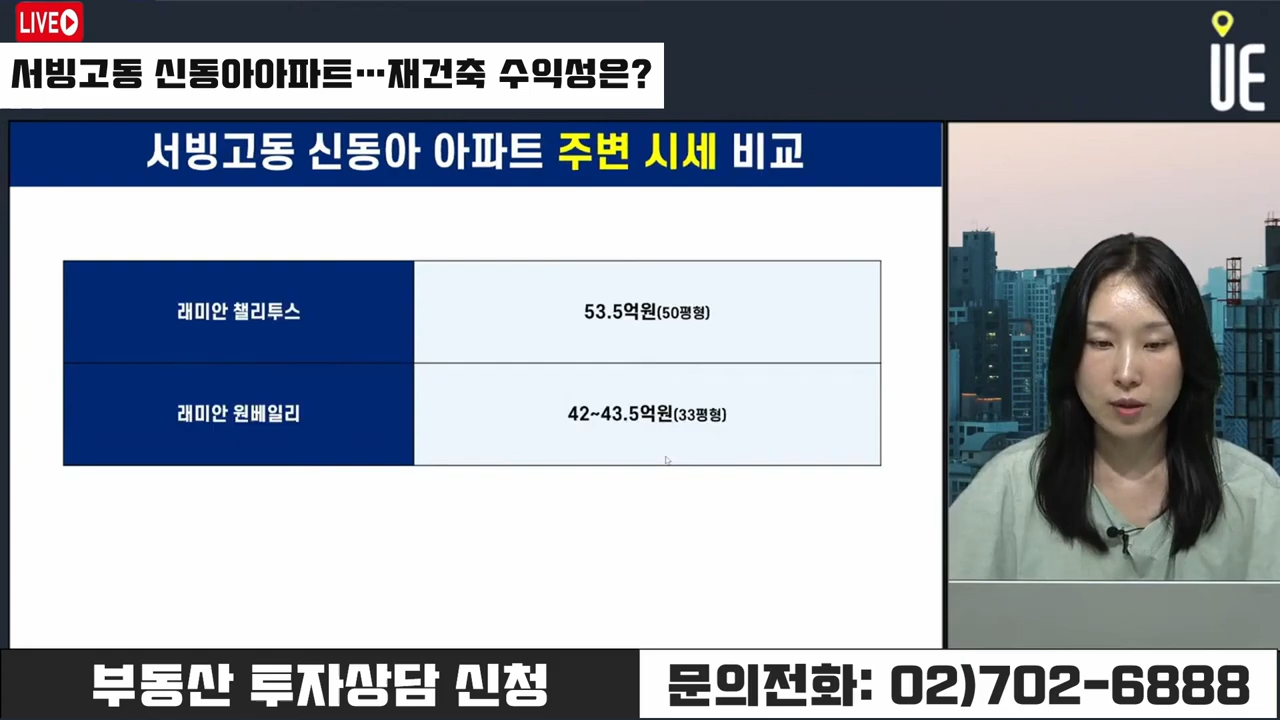 LIVE
서빙고동 신동아아파트…재건축 수익성은?
UE
서빙고동 신동아 아파트 주변 시세 비교
래미안 챌리투스
53.5억원(50평형)
래미안 원베일리
42~43.5억원(33평형)
부동산 투자상담 신청
문의전화: 02)702-6888